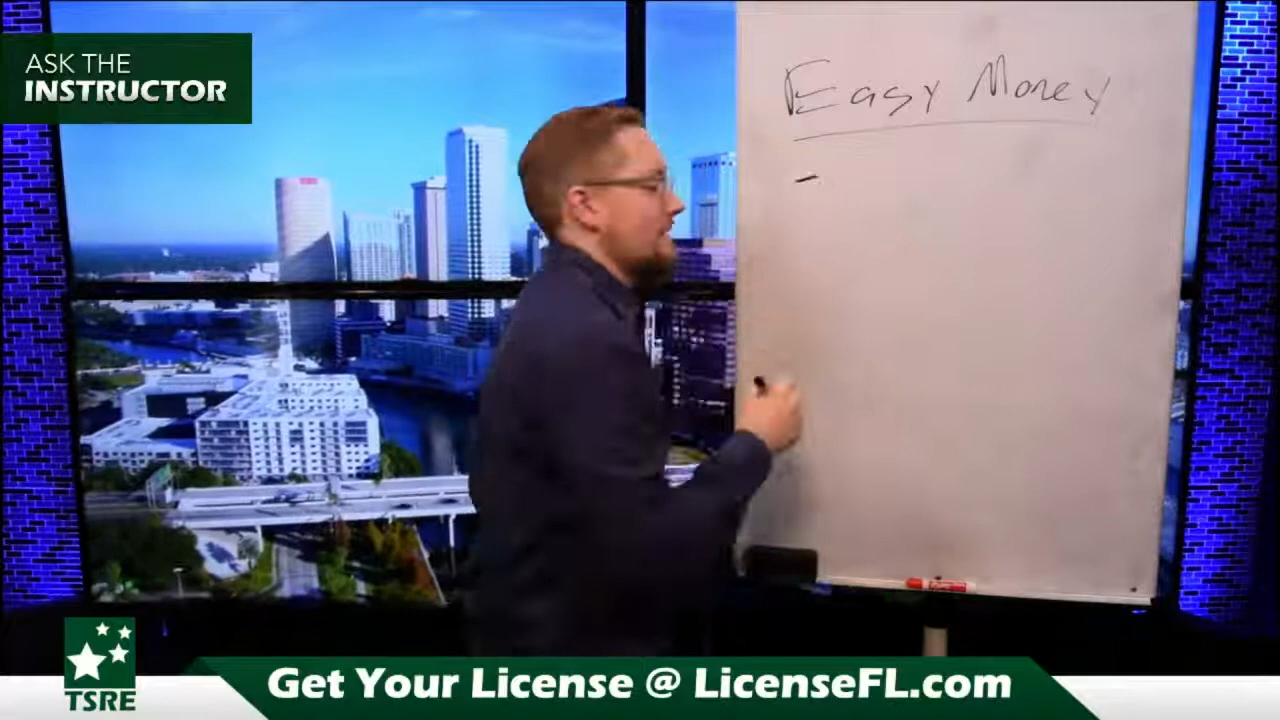 ASK THE
INSTRUCTOR
Easy Money
-
TSRE
Get Your License @ LicenseFL.com